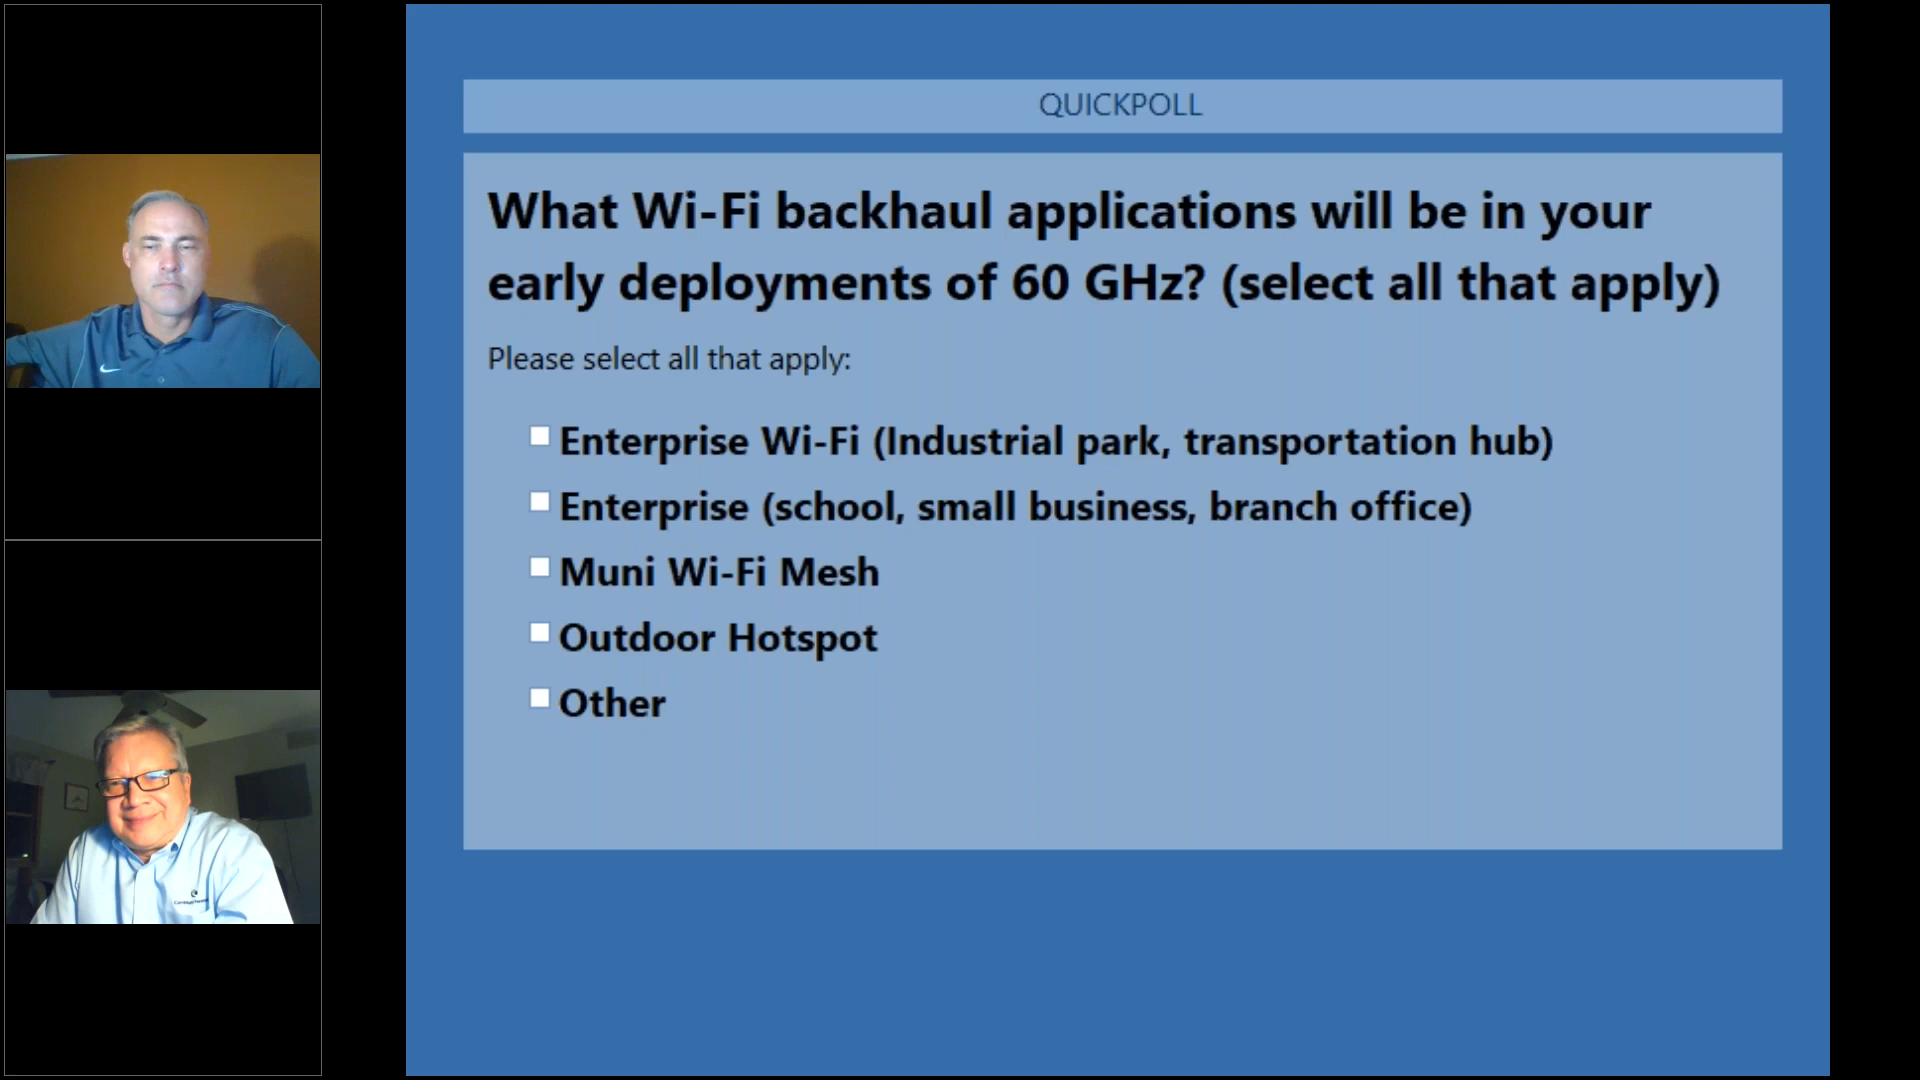 QUICKPOLL
What Wi-Fi backhaul applications will be in your
early deployments of 60 GHz? (select all that apply)
Please select all that apply:
Enterprise Wi-Fi (Industrial park, transportation hub)
Enterprise (school, small business, branch office)
Muni Wi-Fi Mesh
Outdoor Hotspot
Other